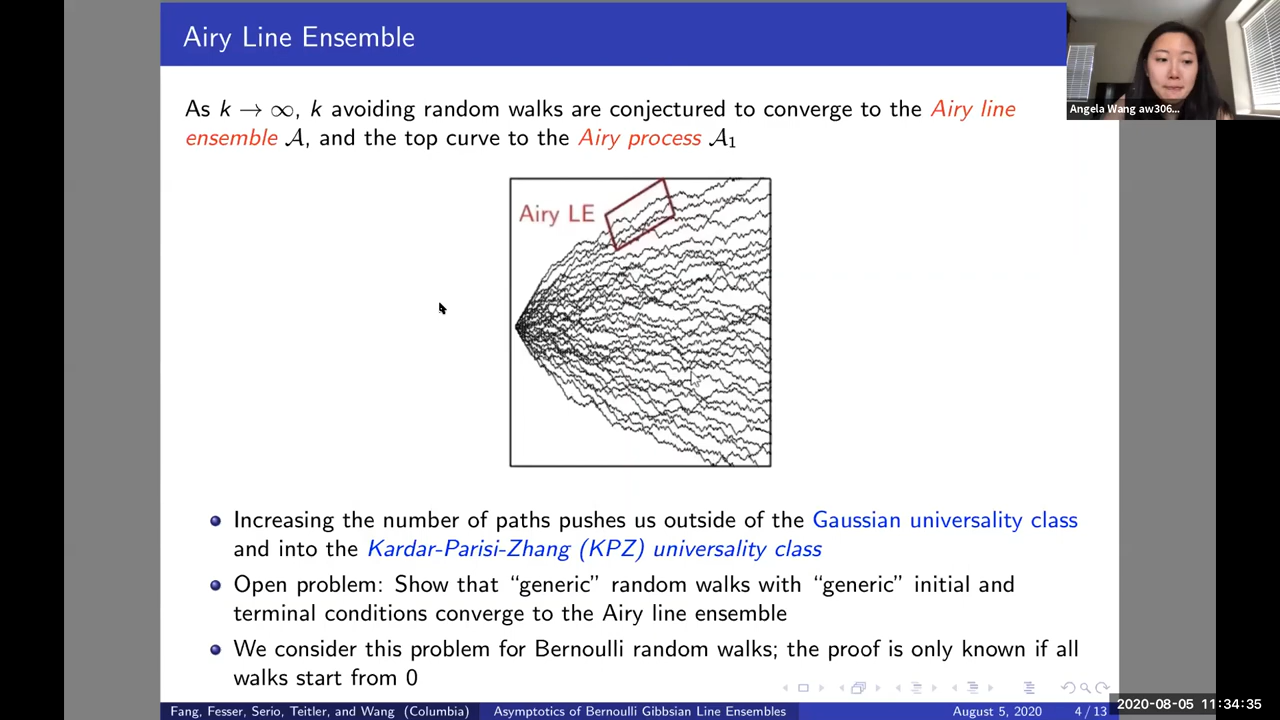 Airy Line Ensemble
Angela Wang aw306...
As k → ∞, k avoiding random walks are conjectured to converge to the Airy line
ensemble 𝒜, and the top curve to the Airy process 𝒜₁
Airy LE
Increasing the number of paths pushes us outside of the Gaussian universality class
and into the Kardar-Parisi-Zhang (KPZ) universality class
Open problem: Show that “generic” random walks with “generic” initial and
terminal conditions converge to the Airy line ensemble
We consider this problem for Bernoulli random walks; the proof is only known if all
walks start from 0
Fang, Fesser, Serio, Teitler, and Wang (Columbia) Asymptotics of Bernoulli Gibbsian Line Ensembles August 5, 2020 4 / 13
2020-08-05 11:34:35